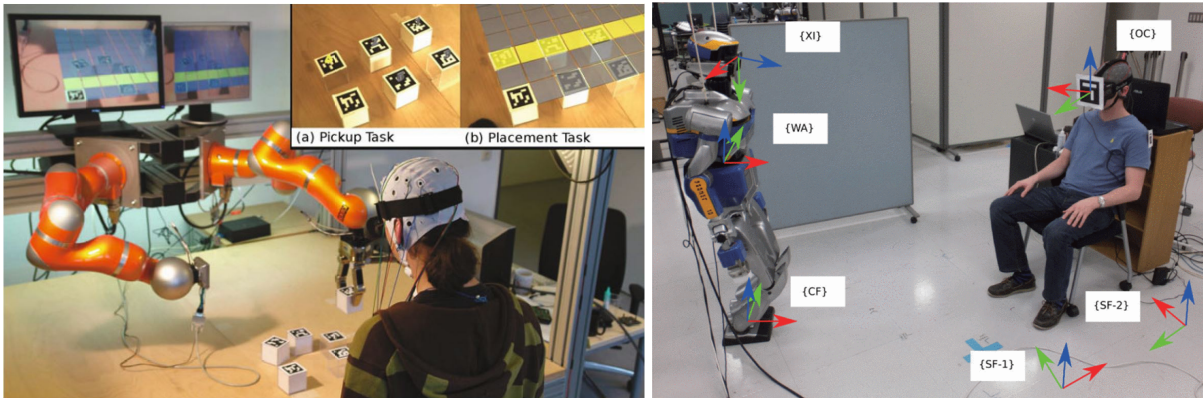 (a) Pickup Task
(b) Placement Task
{XI}
{OC}
{WA}
{CF}
{SF-2}
{SF-1}